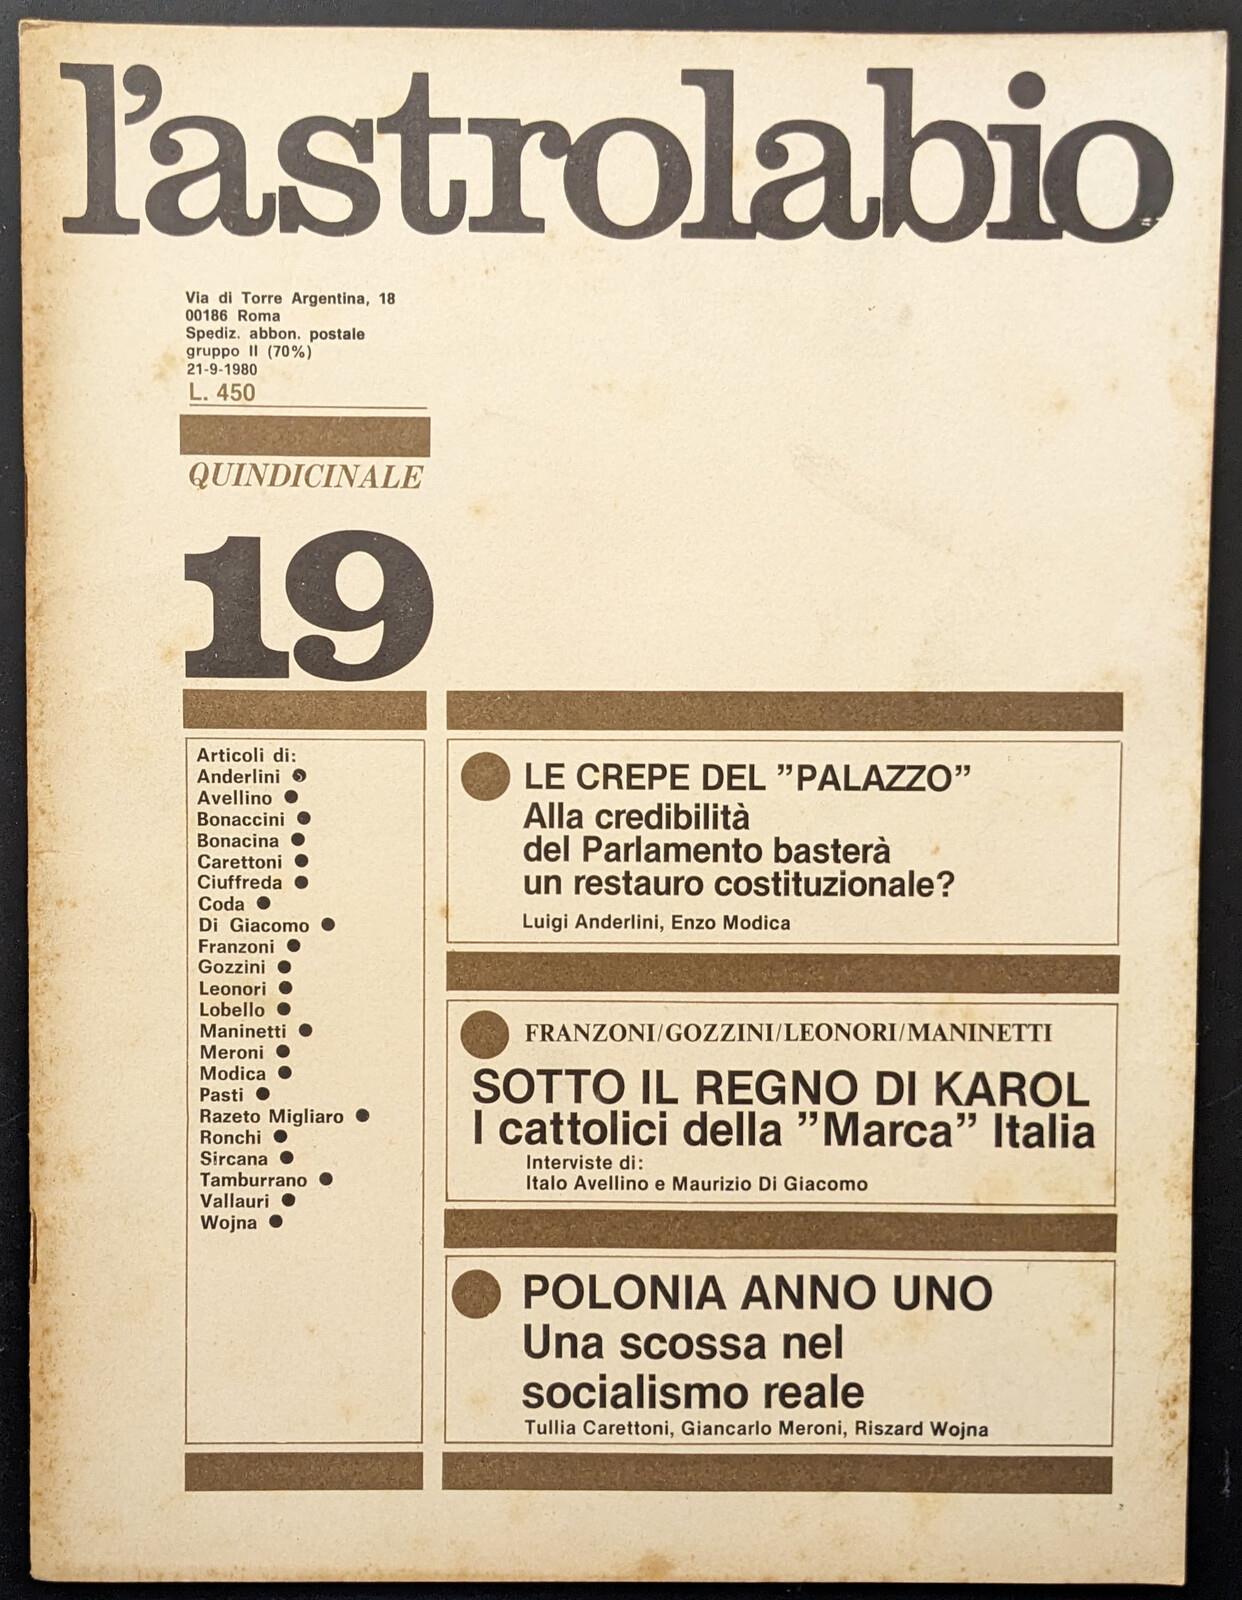 l'astrolabio
Via di Torre Argentina, 18
00186 Roma
Spediz. abbon. postale
gruppo II (70%)
21-9-1980
L. 450
QUINDICINALE
19
Articoli di:
Anderlini ●
Avellino ●
Bonaccini ●
Bonacina ●
Carettoni ●
Ciuffreda ●
Coda ●
Di Giacomo ●
Franzoni ●
Gozzini ●
Leonori ●
Lobello ●
Maninetti ●
Meroni ●
Modica ●
Pasti ●
Razeto Migliaro ●
Ronchi ●
Sircana ●
Tamburrano ●
Vallauri ●
Wojna ●
LE CREPE DEL ”PALAZZO”
Alla credibilità
del Parlamento basterà
un restauro costituzionale?
Luigi Anderlini, Enzo Modica
FRANZONI/GOZZINI/LEONORI/MANINETTI
SOTTO IL REGNO DI KAROL
I cattolici della ”Marca” Italia
Interviste di:
Italo Avellino e Maurizio Di Giacomo
POLONIA ANNO UNO
Una scossa nel
socialismo reale
Tullia Carettoni, Giancarlo Meroni, Riszard Wojna